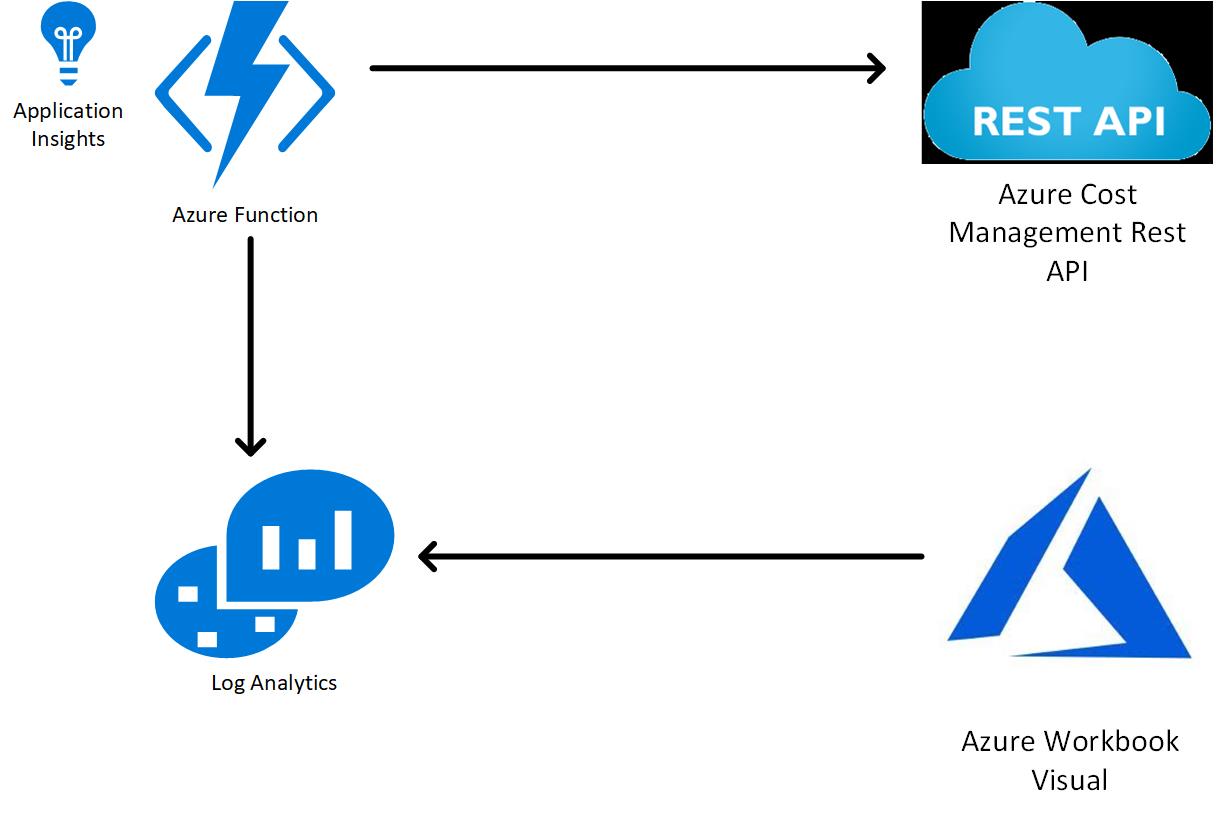 Application
Insights
Azure Function
REST API
Azure Cost
Management Rest
API
Log Analytics
Azure Workbook
Visual